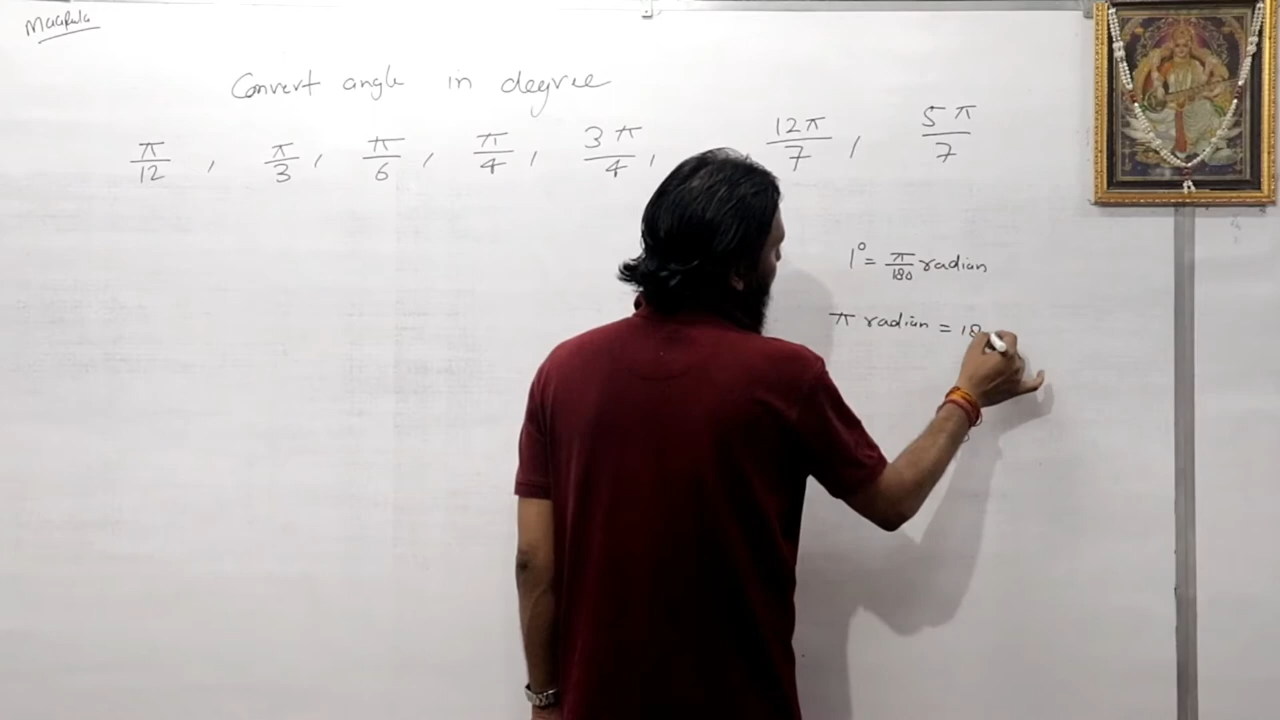 Convert angle in degree
π/12 , π/3 , π/6 , π/4 , 3π/4 , 12π/7 , 5π/7
1° = π/180 radian
π radian = 18